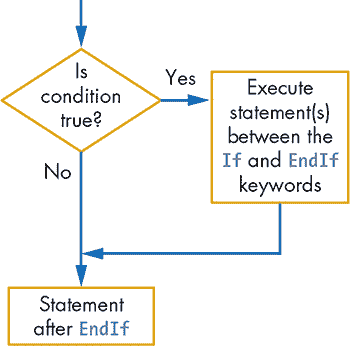 Is
condition
true?
Yes
Execute
statement(s)
between the
If and EndIf
keywords
No
Statement
after EndIf